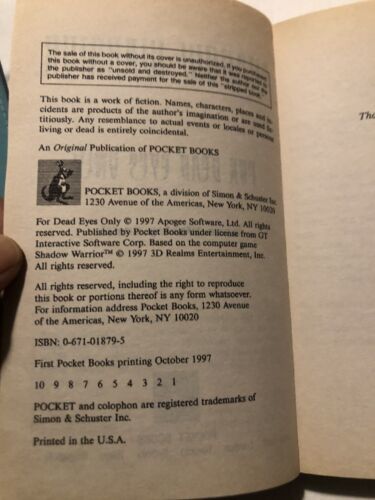 The sale of this book without its cover is unauthorized. If you purchased
this book without a cover, you should be aware that it was reported to
the publisher as "unsold and destroyed." Neither the author nor the
publisher has received payment for the sale of this "stripped book."
This book is a work of fiction. Names, characters, places and in-
cidents are products of the author's imagination or are used fic-
titiously. Any resemblance to actual events or locales or persons,
living or dead is entirely coincidental.
An Original Publication of POCKET BOOKS
POCKET BOOKS, a division of Simon & Schuster Inc.
1230 Avenue of the Americas, New York, NY 10020
For Dead Eyes Only © 1997 Apogee Software, Ltd. All rights
reserved. Published by Pocket Books under license from GT
Interactive Software Corp. Based on the computer game
Shadow Warrior™ © 1997 3D Realms Entertainment, Inc.
All rights reserved.
All rights reserved, including the right to reproduce
this book or portions thereof is any form whatsoever.
For information address Pocket Books, 1230 Avenue
of the Americas, New York, NY 10020
ISBN: 0-671-01879-5
First Pocket Books printing October 1997
10 9 8 7 6 5 4 3 2 1
POCKET and colophon are registered trademarks of
Simon & Schuster Inc.
Printed in the U.S.A.